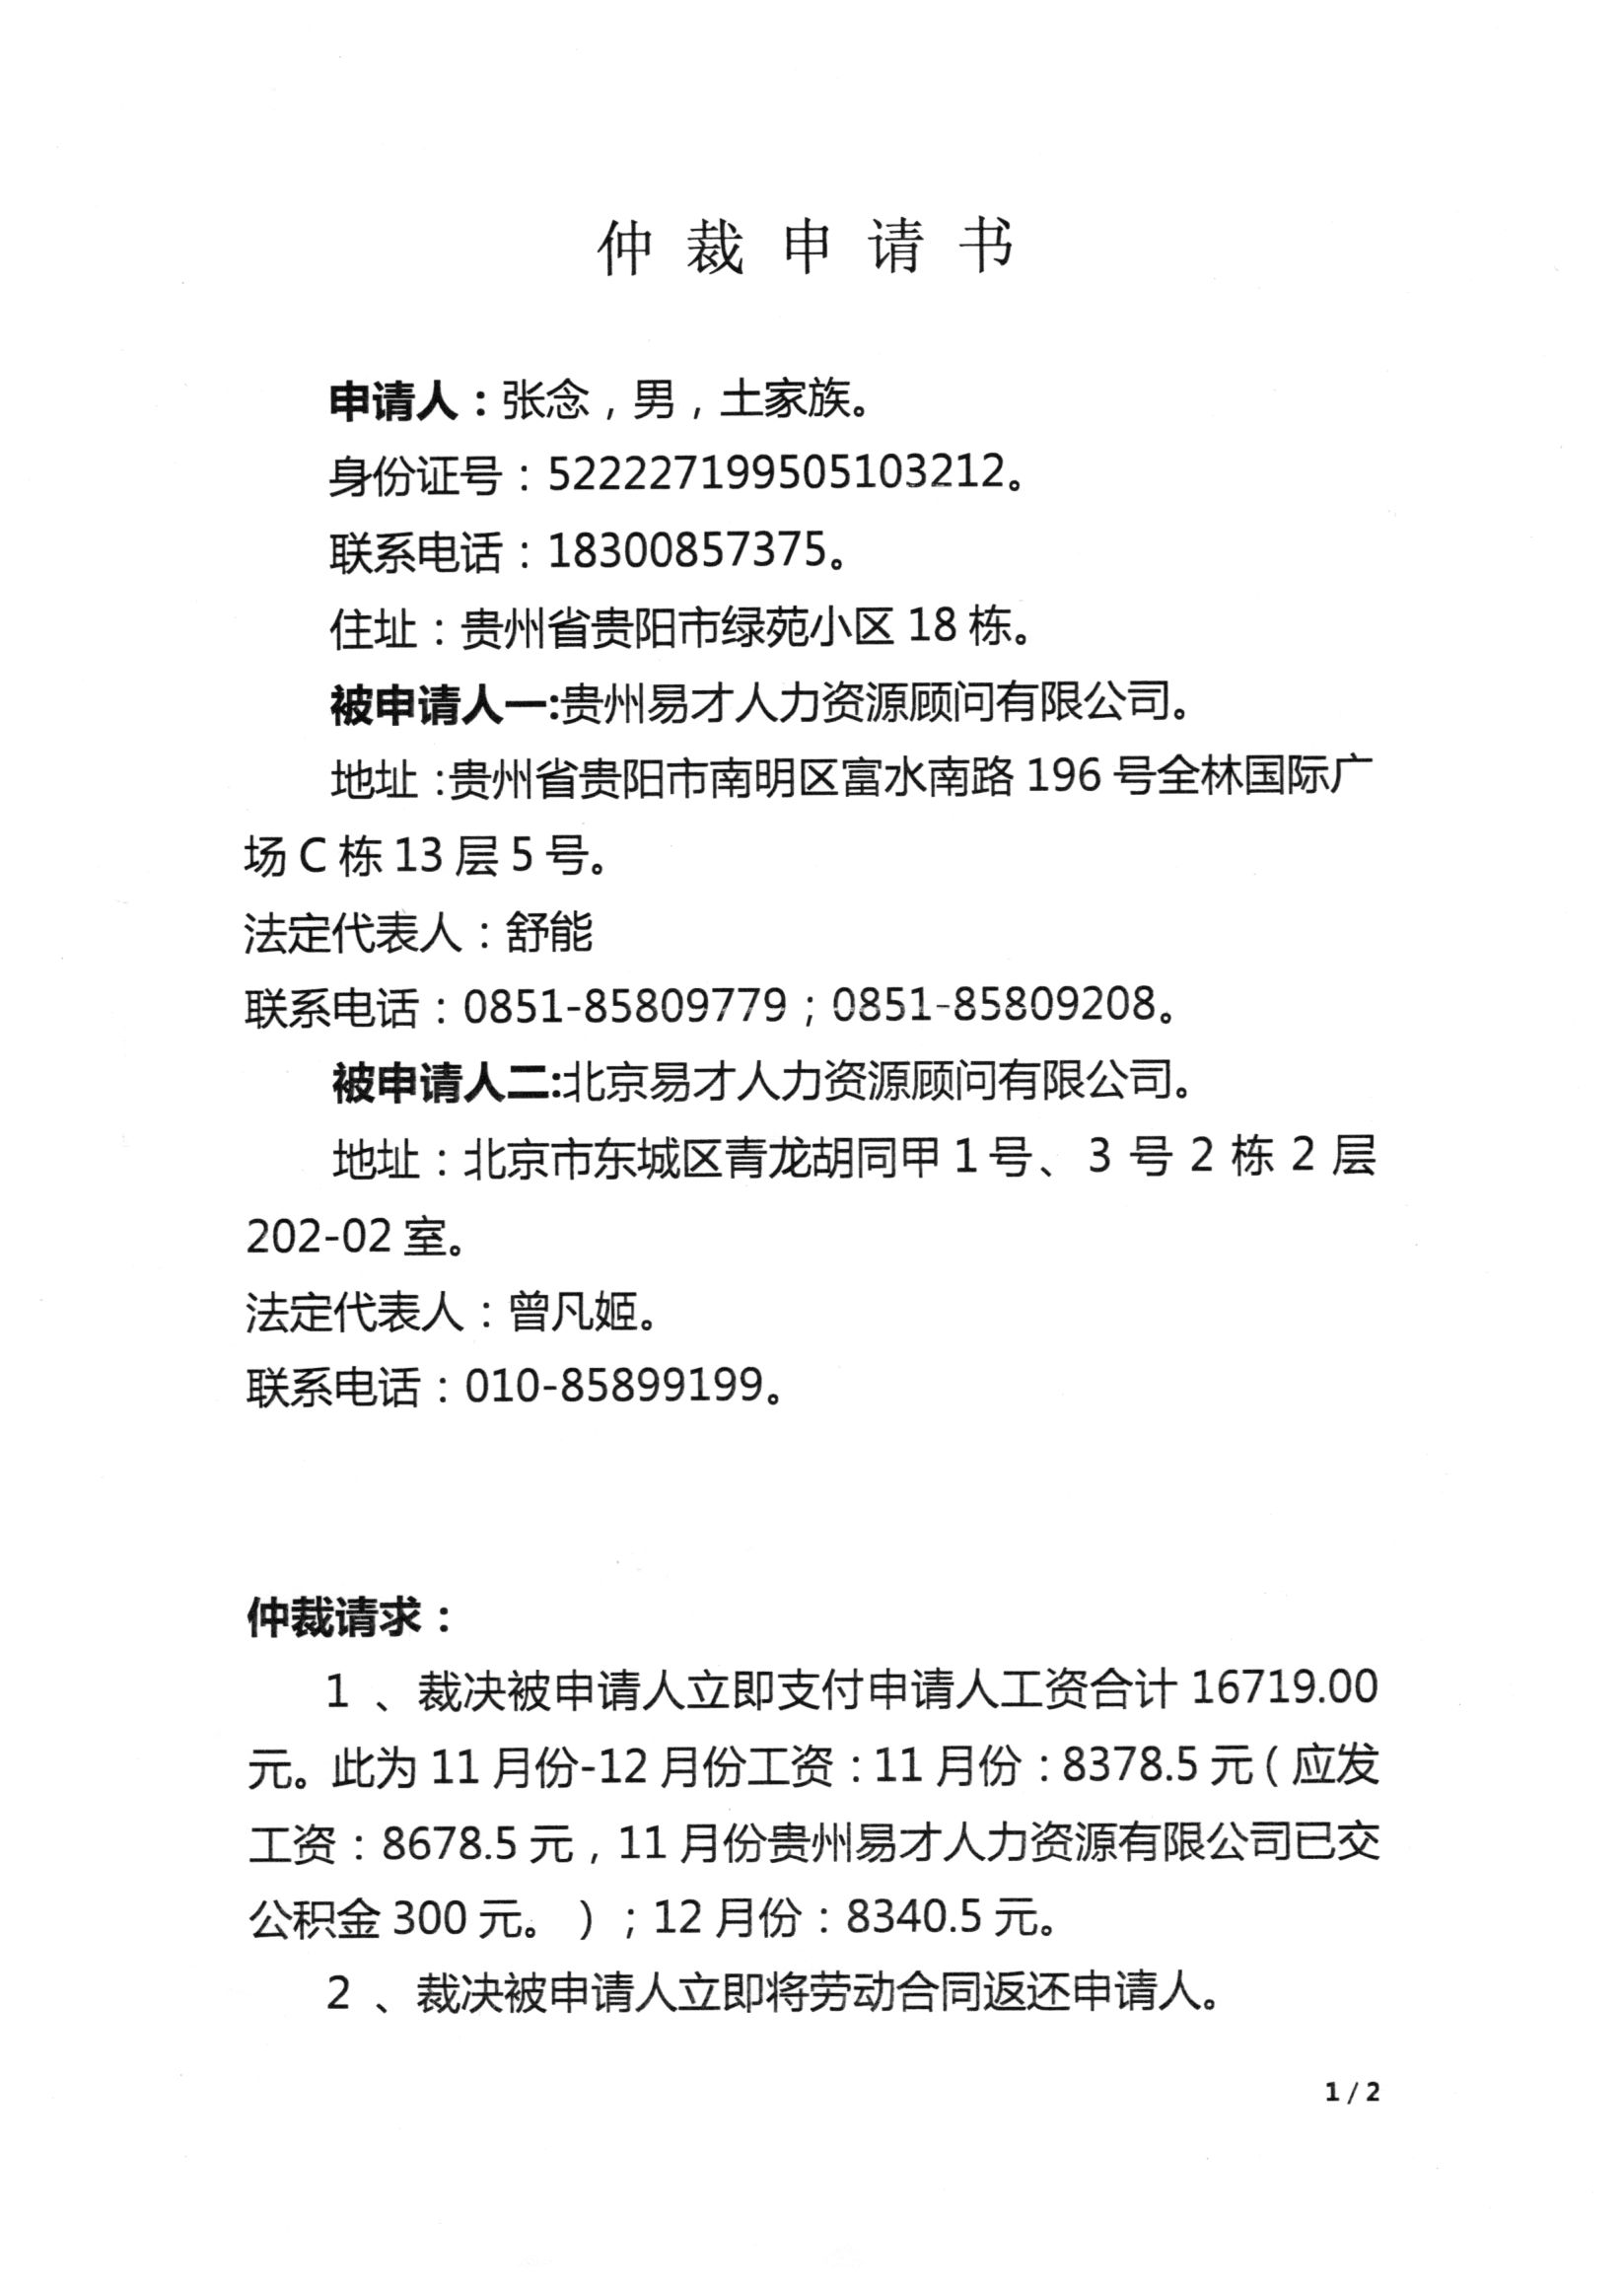 仲裁申请书
申请人：张念，男，土家族。
身份证号：522227199505103212。
联系电话：18300857375。
住址：贵州省贵阳市绿苑小区 18 栋。
被申请人一:贵州易才人力资源顾问有限公司。
地址：贵州省贵阳市南明区富水南路 196 号全林国际广
场 C 栋 13 层 5 号。
法定代表人：舒能
联系电话：0851-85809779；0851-85809208。
被申请人二:北京易才人力资源顾问有限公司。
地址：北京市东城区青龙胡同甲 1 号、3 号 2 栋 2 层
202-02 室。
法定代表人：曾凡姬。
联系电话：010-85899199。
仲裁请求：
1 、裁决被申请人立即支付申请人工资合计 16719.00
元。此为 11 月份-12 月份工资：11 月份：8378.5 元（应发
工资：8678.5 元，11 月份贵州易才人力资源有限公司已交
公积金 300 元。）；12 月份：8340.5 元。
2 、裁决被申请人立即将劳动合同返还申请人。
1 / 2